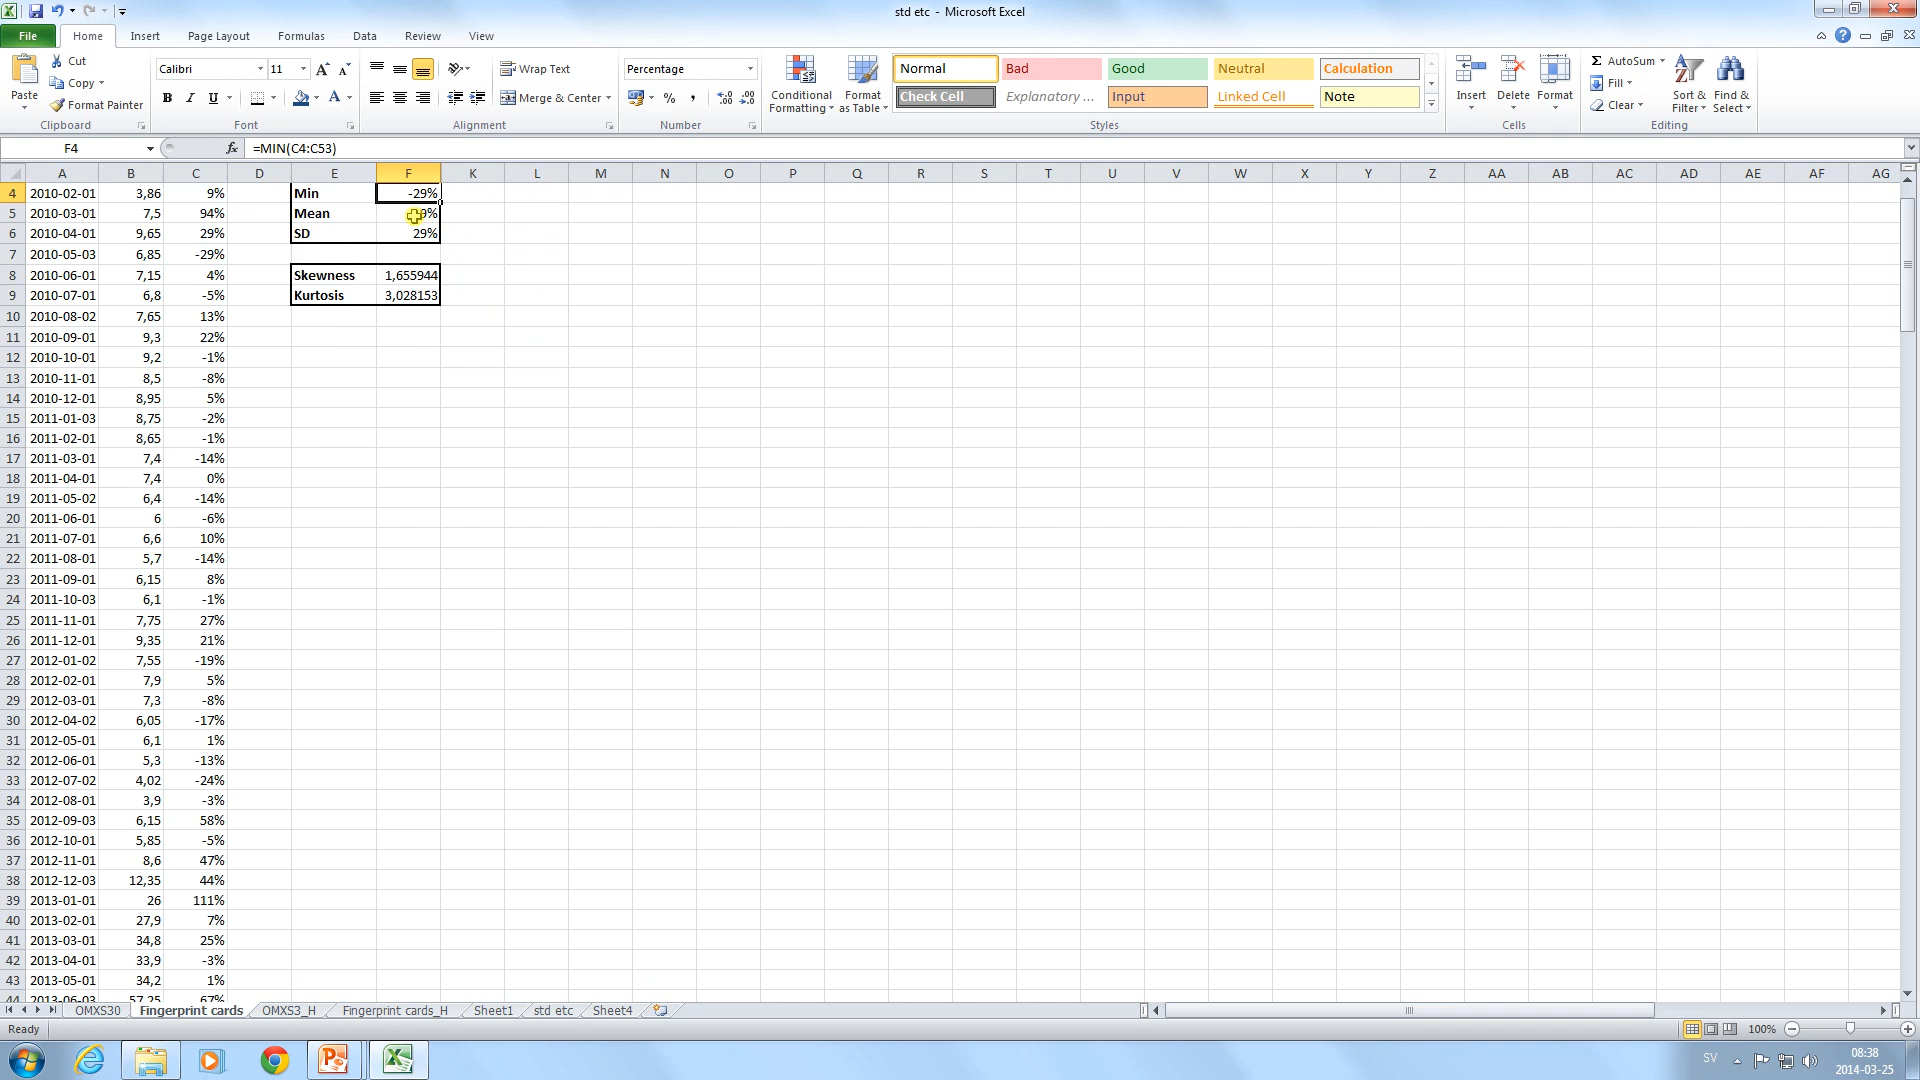 std etc - Microsoft Excel
File Home Insert Page Layout Formulas Data Review View
Paste Cut Copy Format Painter Clipboard
Calibri 11 B I U A Font
Wrap Text Merge & Center Alignment
Percentage % Number
Conditional Formatting Format as Table
Normal Bad Good Neutral Calculation
Check Cell Explanatory ... Input Linked Cell Note
Styles
Insert Delete Format Cells
AutoSum Fill Clear Sort & Filter Find & Select Editing
F4 fx =MIN(C4:C53)
A B C D E F K L M N O P Q R S T U V W X Y Z AA AB AC AD AE AF AG
4 2010-02-01 3,86 9% Min -29%
5 2010-03-01 7,5 94% Mean 9%
6 2010-04-01 9,65 29% SD 29%
7 2010-05-03 6,85 -29%
8 2010-06-01 7,15 4% Skewness 1,655944
9 2010-07-01 6,8 -5% Kurtosis 3,028153
10 2010-08-02 7,65 13%
11 2010-09-01 9,3 22%
12 2010-10-01 9,2 -1%
13 2010-11-01 8,5 -8%
14 2010-12-01 8,95 5%
15 2011-01-03 8,75 -2%
16 2011-02-01 8,65 -1%
17 2011-03-01 7,4 -14%
18 2011-04-01 7,4 0%
19 2011-05-02 6,4 -14%
20 2011-06-01 6 -6%
21 2011-07-01 6,6 10%
22 2011-08-01 5,7 -14%
23 2011-09-01 6,15 8%
24 2011-10-03 6,1 -1%
25 2011-11-01 7,75 27%
26 2011-12-01 9,35 21%
27 2012-01-02 7,55 -19%
28 2012-02-01 7,9 5%
29 2012-03-01 7,3 -8%
30 2012-04-02 6,05 -17%
31 2012-05-01 6,1 1%
32 2012-06-01 5,3 -13%
33 2012-07-02 4,02 -24%
34 2012-08-01 3,9 -3%
35 2012-09-03 6,15 58%
36 2012-10-01 5,85 -5%
37 2012-11-01 8,6 47%
38 2012-12-03 12,35 44%
39 2013-01-01 26 111%
40 2013-02-01 27,9 7%
41 2013-03-01 34,8 25%
42 2013-04-01 33,9 -3%
43 2013-05-01 34,2 1%
44 2013-06-03 57,25 67%
OMXS30 Fingerprint cards OMXS3_H Fingerprint cards_H Sheet1 std etc Sheet4
Ready 100%
SV 08:38
2014-03-25